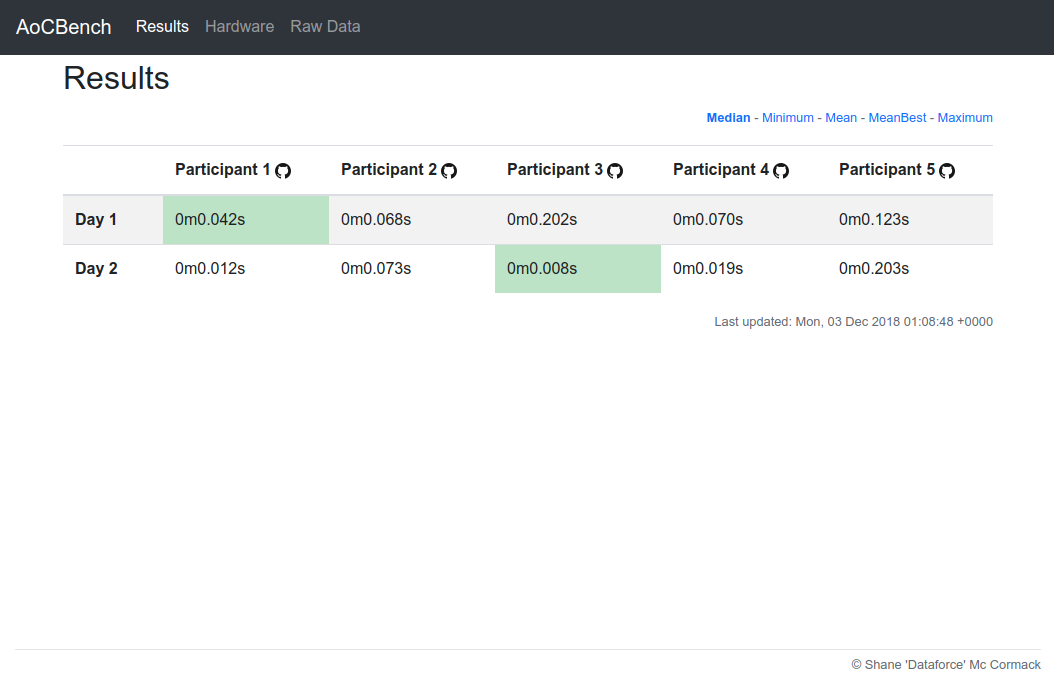 AoCBench Results Hardware Raw Data
Results
Median - Minimum - Mean - MeanBest - Maximum
Participant 1 Participant 2 Participant 3 Participant 4 Participant 5
Day 1 0m0.042s 0m0.068s 0m0.202s 0m0.070s 0m0.123s
Day 2 0m0.012s 0m0.073s 0m0.008s 0m0.019s 0m0.203s
Last updated: Mon, 03 Dec 2018 01:08:48 +0000
© Shane 'Dataforce' Mc Cormack